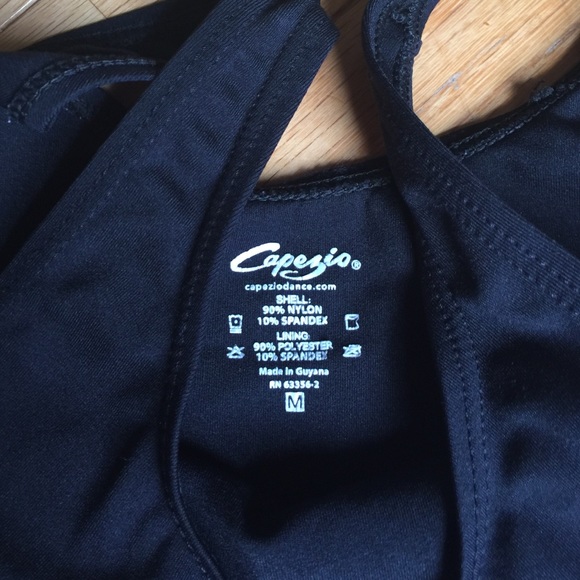 Capezio®
capeziodance.com
SHELL:
90% NYLON
10% SPANDEX
LINING:
90% POLYESTER
10% SPANDEX
Made in Guyana
RN 63356-2
M